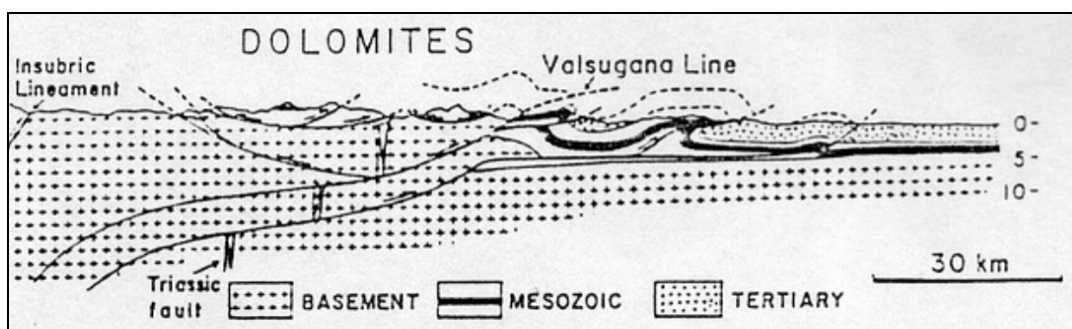 DOLOMITES
Insubric
Lineament
Valsugana Line
0-
5-
10-
30 km
Triassic
fault
BASEMENT
MESOZOIC
TERTIARY